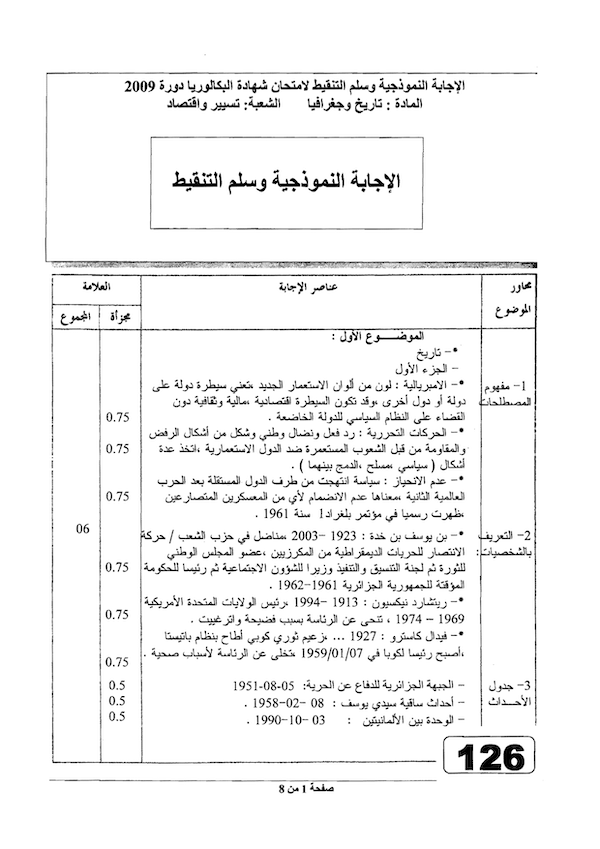 الإجابة النموذجية وسلم التنقيط لامتحان شهادة البكالوريا دورة 2009
المادة : تاريخ وجغرافيا الشعبة: تسيير واقتصاد
الإجابة النموذجية وسلم التنقيط
محاور الموضوع
عناصر الإجابة
العلامة
مجزأة
المجموع
الموضـــوع الأول :
*- تاريخ
- الجزء الأول
1- مفهوم المصطلحات
*- الامبريالية : لون من ألوان الاستعمار الجديد ،تعني سيطرة دولة على
دولة أو دول أخرى ،وقد تكون السيطرة اقتصادية ،مالية وثقافية دون
القضاء على النظام السياسي للدولة الخاضعة .
0.75
*- الحركات التحررية : رد فعل ونضال وطني وشكل من أشكال الرفض
والمقاومة من قبل الشعوب المستعمرة ضد الدول الاستعمارية ،اتخذ عدة
0.75
أشكال ( سياسي ،مسلح ،الدمج بينهما ) .
*- عدم الانحياز : سياسة انتهجت من طرف الدول المستقلة بعد الحرب
العالمية الثانية ،معناها عدم الانضمام لأي من المعسكرين المتصارعين
0.75
،ظهرت رسميا في مؤتمر بلغراد1 سنة 1961 .
06
2- التعريف بالشخصيات:
*- بن يوسف بن خدة : 1923 -2003 ،مناضل في حزب الشعب / حركة
الانتصار للحريات الديمقراطية من المكرزيين ،عضو المجلس الوطني
للثورة ثم لجنة التنسيق والتنفيذ وزيرا للشؤون الاجتماعية ثم رئيسا للحكومة
0.75
المؤقتة للجمهورية الجزائرية 1961-1962 .
*- ريتشارد نيكسون : 1913 -1994 ،رئيس الولايات المتحدة الأمريكية
1969 - 1974 ، تنحى عن الرئاسة بسبب فضيحة واترغييت .
0.75
*- فيدال كاسترو : 1927 ... ،زعيم ثوري كوبي أطاح بنظام باتيستا
،أصبح رئيسا لكوبا في 1959/01/07 ،تخلى عن الرئاسة لأسباب صحية .
0.75
3- جدول الأحـداث
- الجبهة الجزائرية للدفاع عن الحرية: 05-08-1951
0.5
- أحداث ساقية سيدي يوسف : 08 -02-1958 .
0.5
- الوحدة بين الألمانيتين : 03 -10-1990 .
0.5
126
صفحة 1 من 8